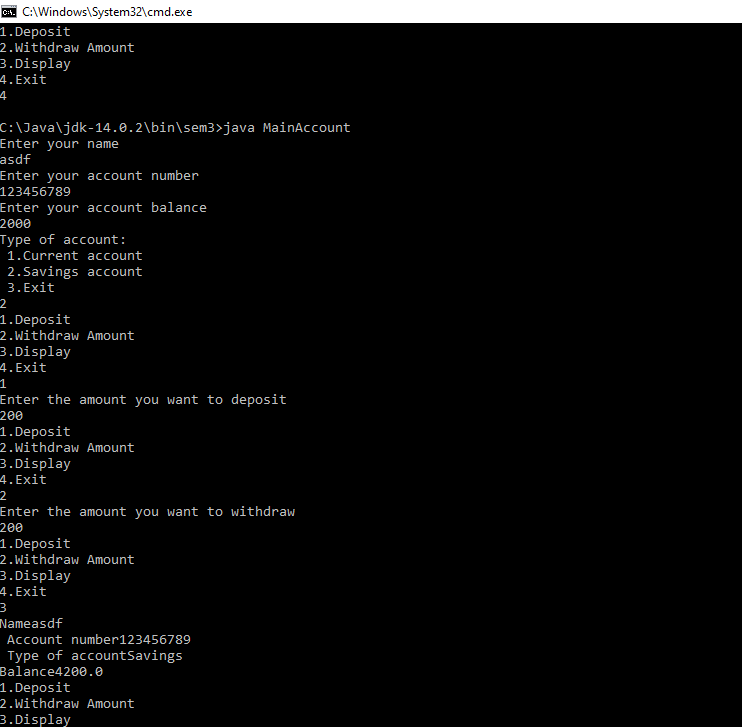 C:\Windows\System32\cmd.exe
1.Deposit
2.Withdraw Amount
3.Display
4.Exit
4
C:\Java\jdk-14.0.2\bin\sem3>java MainAccount
Enter your name
asdf
Enter your account number
123456789
Enter your account balance
2000
Type of account:
 1.Current account
 2.Savings account
 3.Exit
2
1.Deposit
2.Withdraw Amount
3.Display
4.Exit
1
Enter the amount you want to deposit
200
1.Deposit
2.Withdraw Amount
3.Display
4.Exit
2
Enter the amount you want to withdraw
200
1.Deposit
2.Withdraw Amount
3.Display
4.Exit
3
Nameasdf
 Account number123456789
 Type of accountSavings
Balance4200.0
1.Deposit
2.Withdraw Amount
3.Display